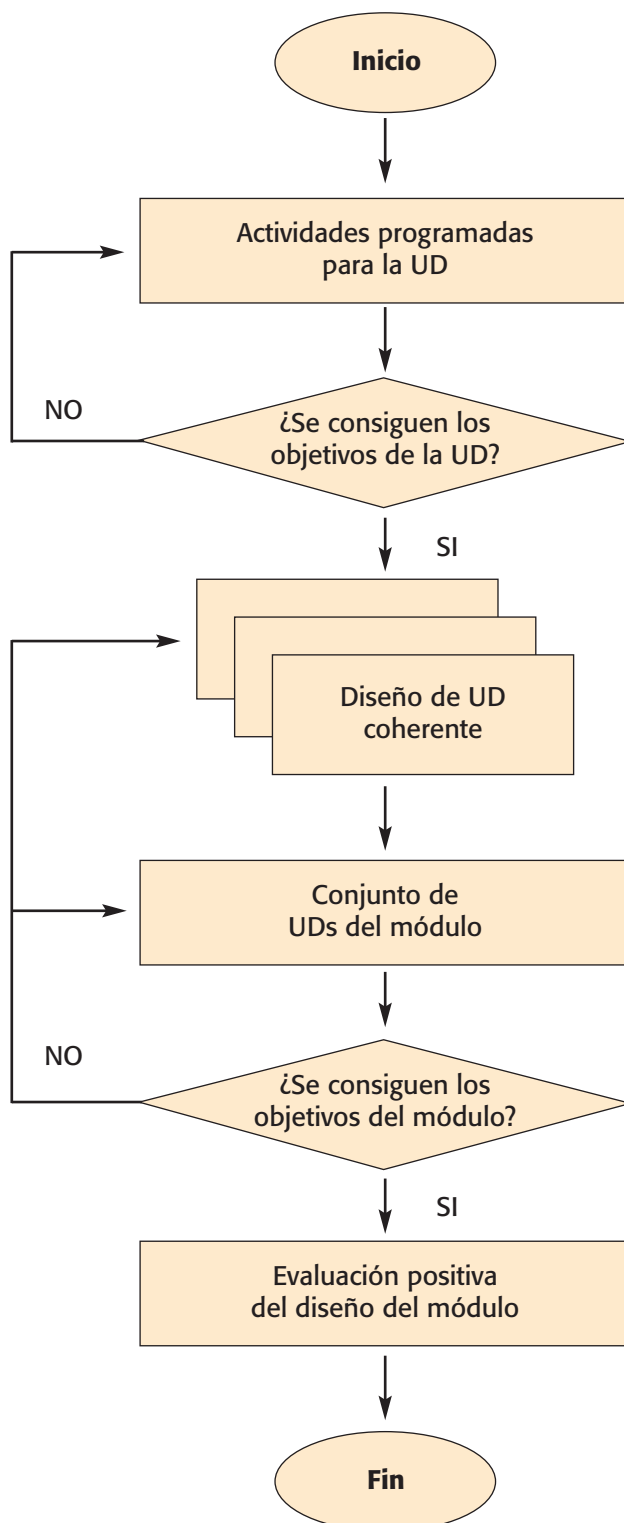 Inicio
Actividades programadas
para la UD
NO
¿Se consiguen los
objetivos de la UD?
SI
Diseño de UD
coherente
Conjunto de
UDs del módulo
NO
¿Se consiguen los
objetivos del módulo?
SI
Evaluación positiva
del diseño del módulo
Fin